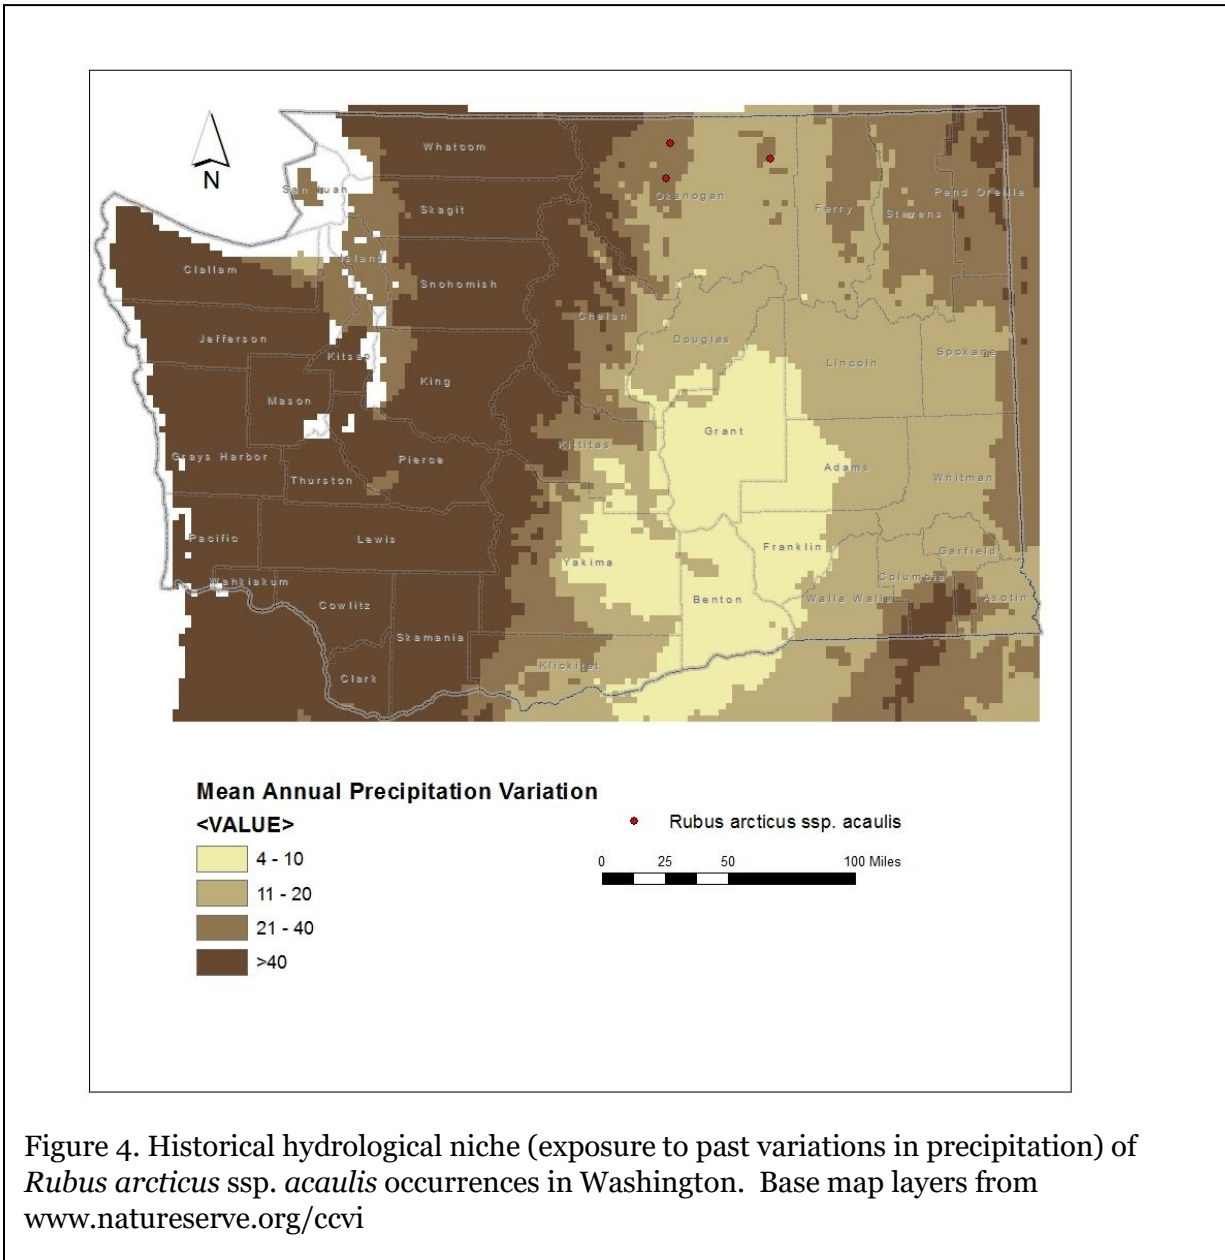 N
Whatcom
San Juan
Skagit
Okanogan
Ferry
Stevens
Pend Oreille
Clallam
Island
Snohomish
Chelan
Jefferson
Kitsap
Douglas
Lincoln
Spokane
King
Mason
Grant
Kittitas
Grays Harbor
Pierce
Adams
Thurston
Whitman
Pacific
Lewis
Franklin
Garfield
Yakima
Columbia
Wahkiakum
Benton
Walla Walla
Asotin
Cowlitz
Skamania
Klickitat
Clark
Mean Annual Precipitation Variation
<VALUE>
4 - 10
11 - 20
21 - 40
>40
Rubus arcticus ssp. acaulis
0 25 50 100 Miles
Figure 4. Historical hydrological niche (exposure to past variations in precipitation) of
Rubus arcticus ssp. acaulis occurrences in Washington. Base map layers from
www.natureserve.org/ccvi